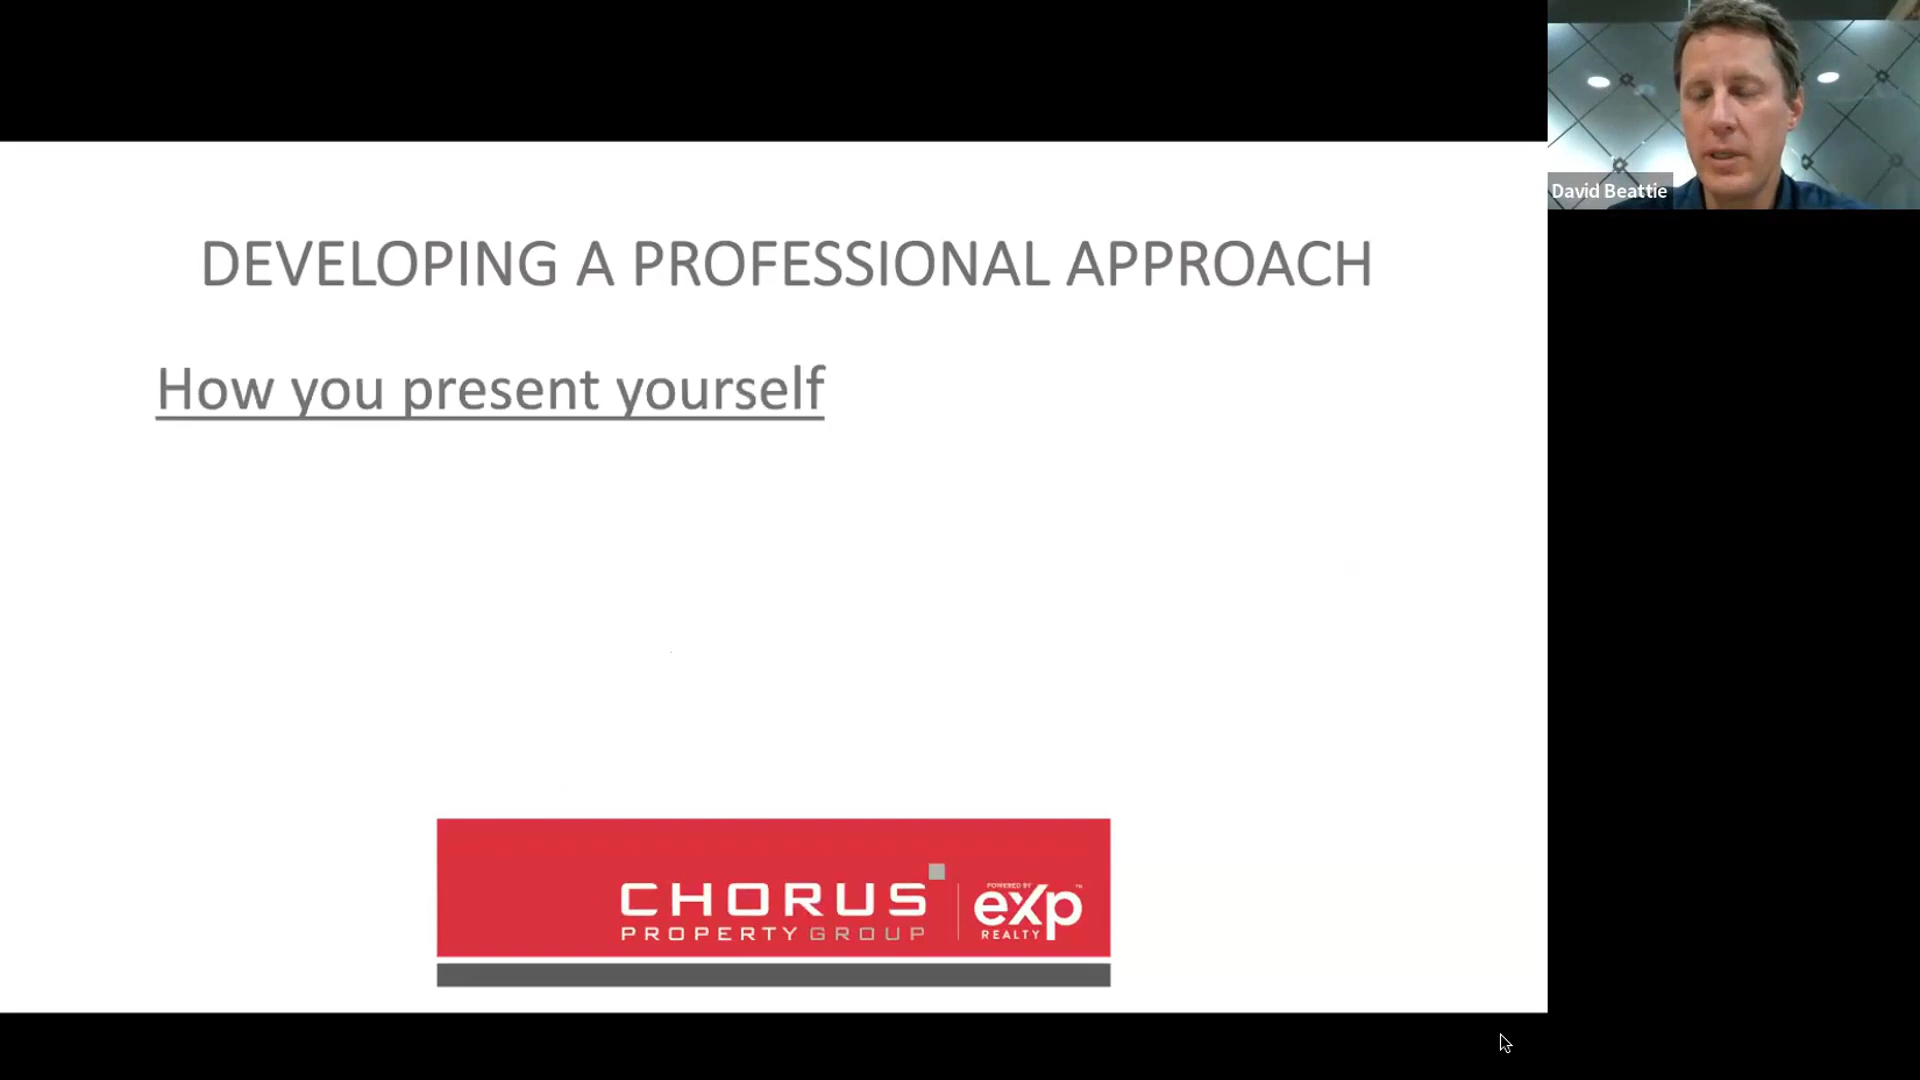 David Beattie
DEVELOPING A PROFESSIONAL APPROACH
How you present yourself
CHORUS
PROPERTY GROUP
POWERED BY
exp
REALTY